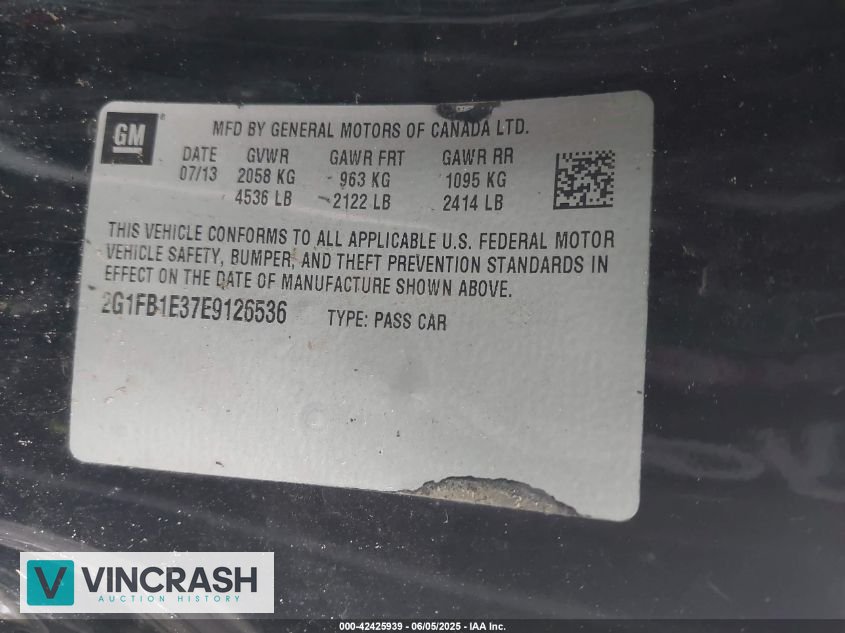 GM
MFD BY GENERAL MOTORS OF CANADA LTD.
DATE GVWR GAWR FRT GAWR RR
07/13 2058 KG 963 KG 1095 KG
4536 LB 2122 LB 2414 LB
THIS VEHICLE CONFORMS TO ALL APPLICABLE U.S. FEDERAL MOTOR
VEHICLE SAFETY, BUMPER, AND THEFT PREVENTION STANDARDS IN
EFFECT ON THE DATE OF MANUFACTURE SHOWN ABOVE.
2G1FB1E37E9126536 TYPE: PASS CAR
V VINCRASH
AUCTION HISTORY
000-42425939 - 06/05/2025 - IAA Inc.